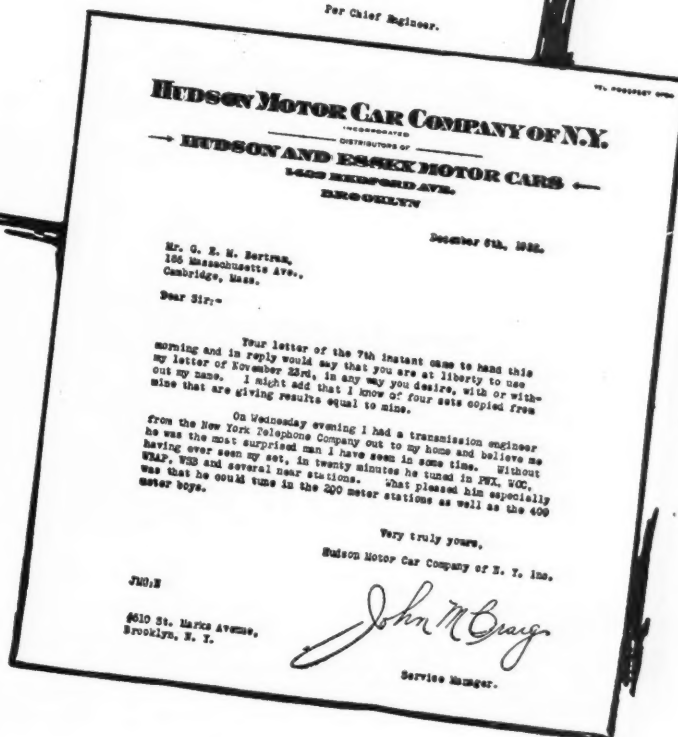 Per Chief Engineer.
TEL PROSPECT
HUDSON MOTOR CAR COMPANY OF N.Y.
INCORPORATED
DISTRIBUTORS OF
HUDSON AND ESSEX MOTOR CARS
BEDFORD AVE.
BROOKLYN
December
Mr. G. E. M. Bertram,
Massachusetts Ave.,
Cambridge, Mass.
Dear Sir:-
Your letter of the 7th instant came to hand this
morning and in reply would say that you are at liberty to use
my letter of November 23rd, in any way you desire, with or with-
out my name. I might add that I know of four sets copied from
mine that are giving results equal to mine.
On Wednesday evening I had a transmission engineer
from the New York Telephone Company out to my home and believe me
he was the most surprised man I have seen in some time. Without
having ever seen my set, in twenty minutes he tuned in PWX, WOC,
WBAP, WSB and several near stations. What pleased him especially
was that he could tune in the 200 meter stations as well as the 400
meter boys.
Very truly yours,
Hudson Motor Car Company of N. Y. Inc.
John M Craig
Service Manager.
#610 St. Marks Avenue,
Brooklyn, N. Y.